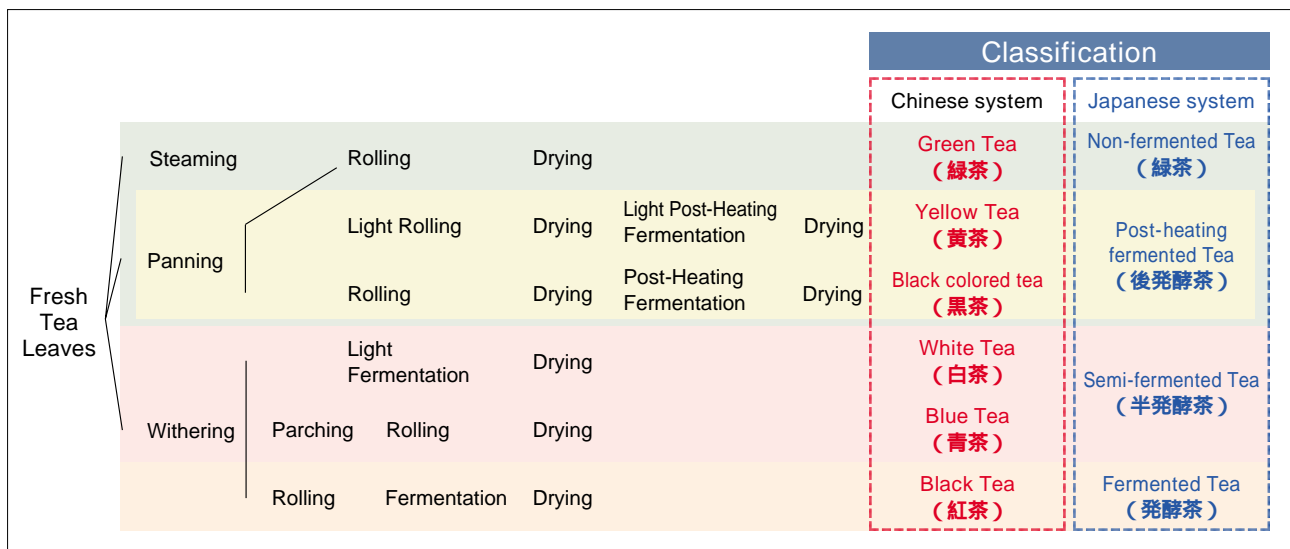 Classification
Chinese system
Japanese system
Steaming
Rolling
Drying
Green Tea
（緑茶）
Non-fermented Tea
（緑茶）
Panning
Light Rolling
Drying
Light Post-Heating
Fermentation
Drying
Yellow Tea
（黄茶）
Post-heating
fermented Tea
（後発酵茶）
Rolling
Drying
Post-Heating
Fermentation
Drying
Black colored tea
（黒茶）
Fresh
Tea
Leaves
Light
Fermentation
Drying
White Tea
（白茶）
Semi-fermented Tea
（半発酵茶）
Withering
Parching
Rolling
Drying
Blue Tea
（青茶）
Rolling
Fermentation
Drying
Black Tea
（紅茶）
Fermented Tea
（発酵茶）